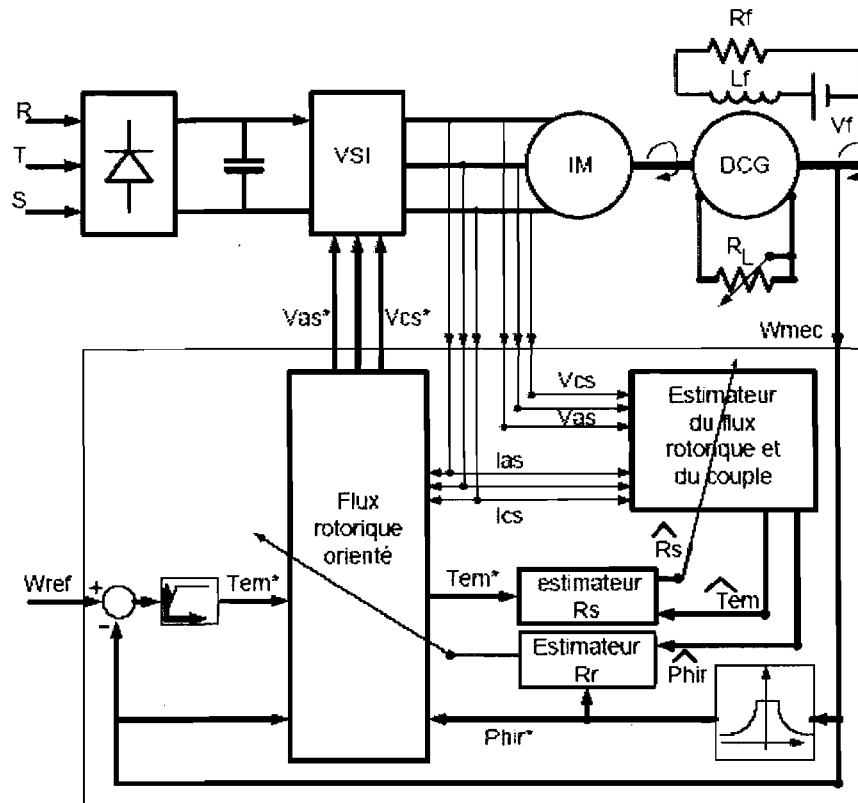 Rf
Lf
Vf
R
T
S
VSI
IM
DCG
RL
Vas*
Vcs*
Wmec
Vcs
Vas
Estimateur
du flux
rotorique et
du couple
Ias
Ics
Flux
rotorique
orienté
Rs
Wref
+
-
Tem*
Tem*
estimateur
Rs
Tem
Estimateur
Rr
Phir
Phir*